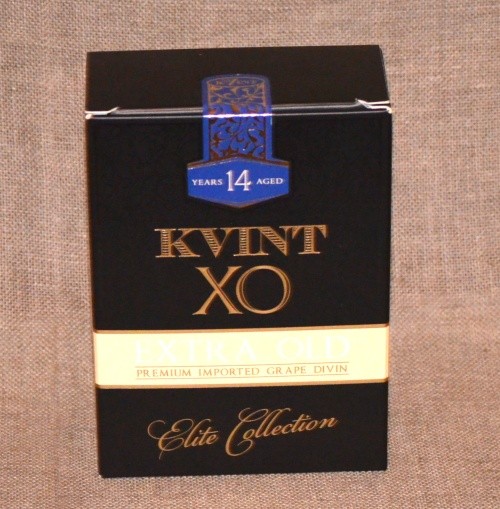 YEARS 14 AGED
KVINT
XO
EXTRA OLD
PREMIUM IMPORTED GRAPE DIVIN
Elite Collection